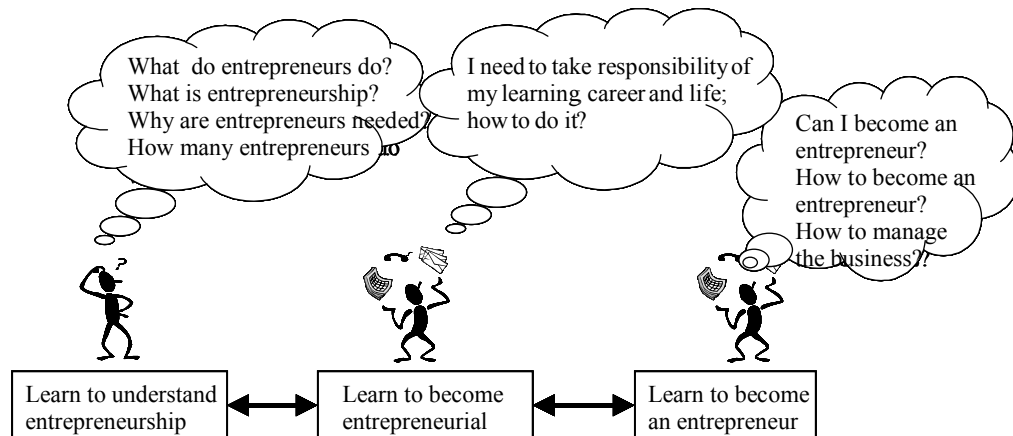 What do entrepreneurs do?
What is entrepreneurship?
Why are entrepreneurs needed?
How many entrepreneurs
I need to take responsibility of
my learning career and life;
how to do it?
Can I become an
entrepreneur?
How to become an
entrepreneur?
How to manage
the business??
?
Learn to understand
entrepreneurship
Learn to become
entrepreneurial
Learn to become
an entrepreneur